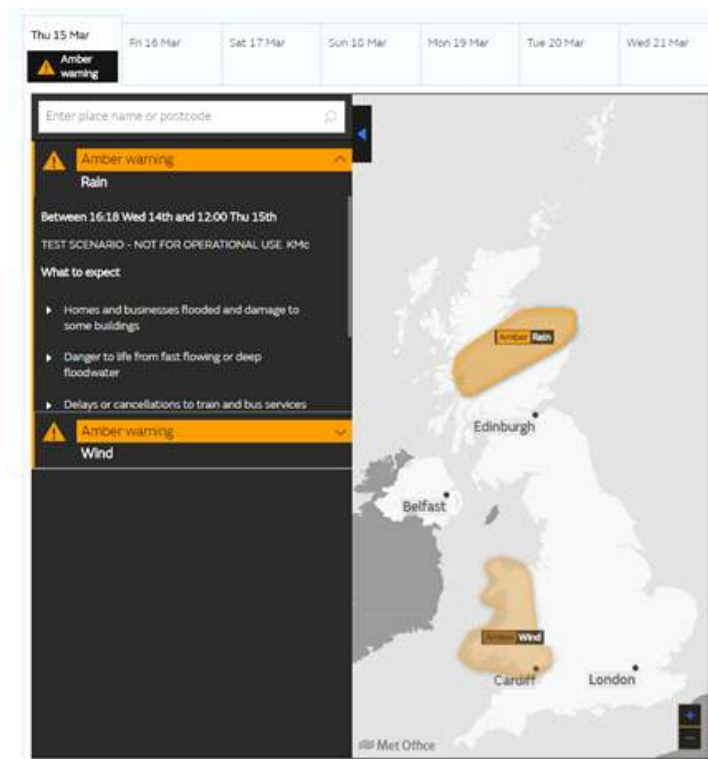 Thu 15 Mar
Amber
warning
Fri 16 Mar
Sat 17 Mar
Sun 18 Mar
Mon 19 Mar
Tue 20 Mar
Wed 21 Mar
Enter place name or postcode
Amber warning
Rain
Between 16:18 Wed 14th and 12:00 Thu 15th
TEST SCENARIO - NOT FOR OPERATIONAL USE. KMc
What to expect
Homes and businesses flooded and damage to
some buildings
Danger to life from fast flowing or deep
floodwater
Delays or cancellations to train and bus services
Amber warning
Wind
Amber Rain
Edinburgh
Belfast
Amber Wind
Cardiff
London
Met Office
+
−